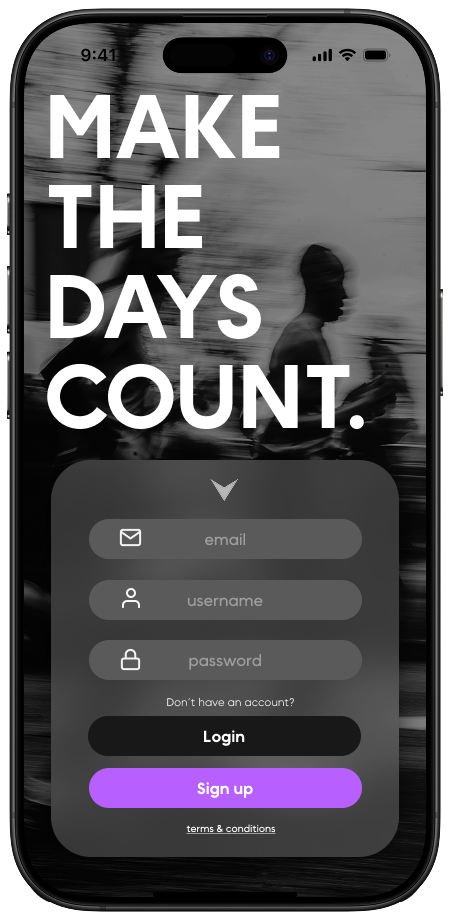 9:41
MAKE
THE
DAYS
COUNT.
email
username
password
Don't have an account?
Login
Sign up
terms & conditions